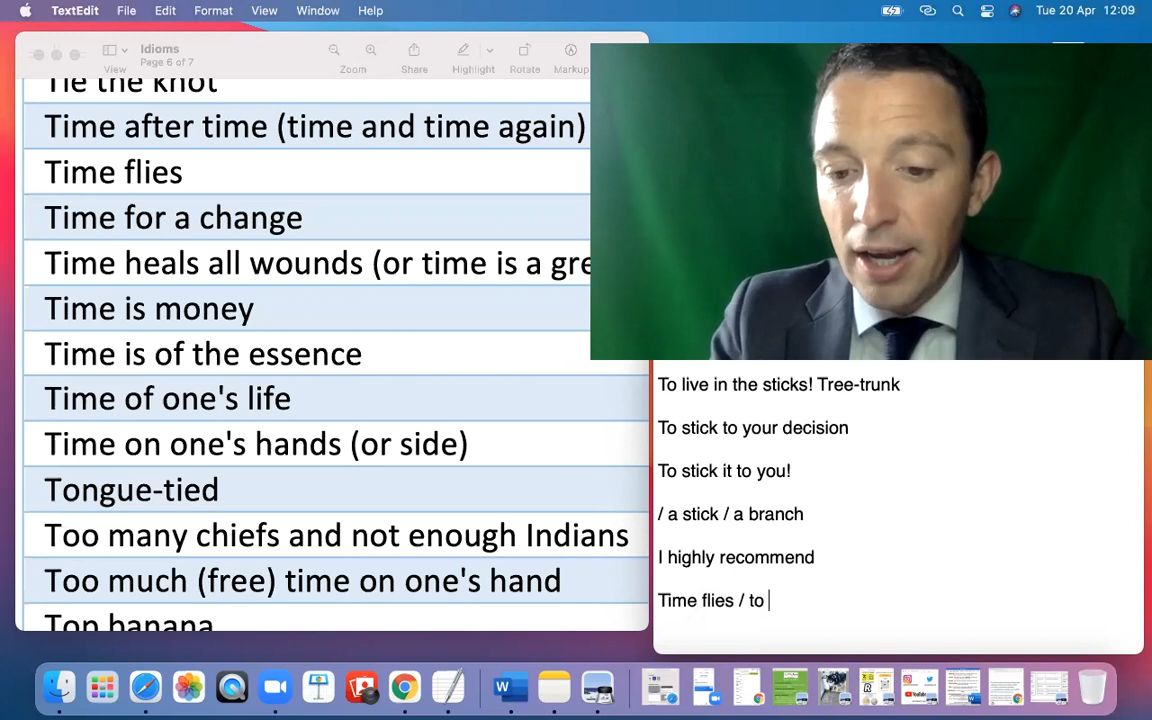 TextEdit File Edit Format View Window Help
Tue 20 Apr 12:09
Idioms
Page 6 of 7
View
Zoom
Share
Highlight
Rotate
Markup
Tie the knot
Time after time (time and time again)
Time flies
Time for a change
Time heals all wounds (or time is a gre
Time is money
Time is of the essence
Time of one's life
Time on one's hands (or side)
Tongue-tied
Too many chiefs and not enough Indians
Too much (free) time on one's hand
Top banana
To live in the sticks! Tree-trunk
To stick to your decision
To stick it to you!
/ a stick / a branch
I highly recommend
Time flies / to